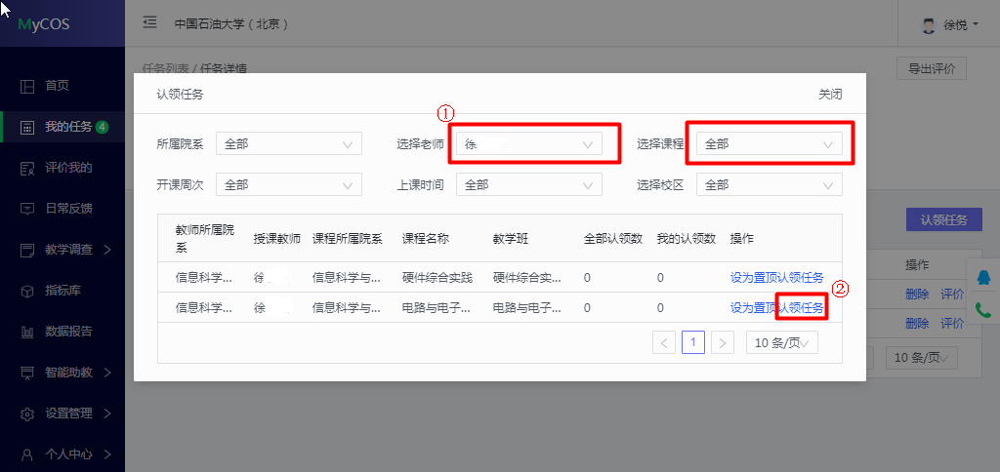 MyCOS
中国石油大学（北京）
徐悦
任务列表 / 任务详情
导出评价
首页
我的任务 4
评价我的
日常反馈
教学调查
指标库
数据报告
智能助教
设置管理
个人中心
认领任务
关闭
①
所属院系 全部 选择老师 徐 选择课程 全部
开课周次 全部 上课时间 全部 选择校区 全部
教师所属院系 授课教师 课程所属院系 课程名称 教学班 全部认领数 我的认领数 操作
信息科学... 徐 信息科学与... 硬件综合实践 硬件综合实... 0 0 设为置顶 认领任务
②
信息科学... 徐 信息科学与... 电路与电子... 电路与电子... 0 0 设为置顶 认领任务
< 1 > 10 条/页
认领任务
操作
删除 评价
删除 评价
10 条/页